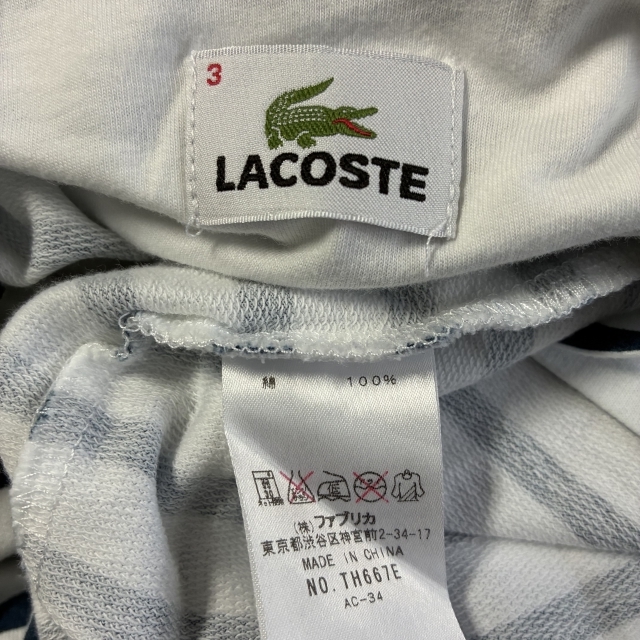 3
LACOSTE
綿 100%
(株)ファブリカ
東京都渋谷区神宮前2-34-17
MADE IN CHINA
NO.TH667E
AC-34